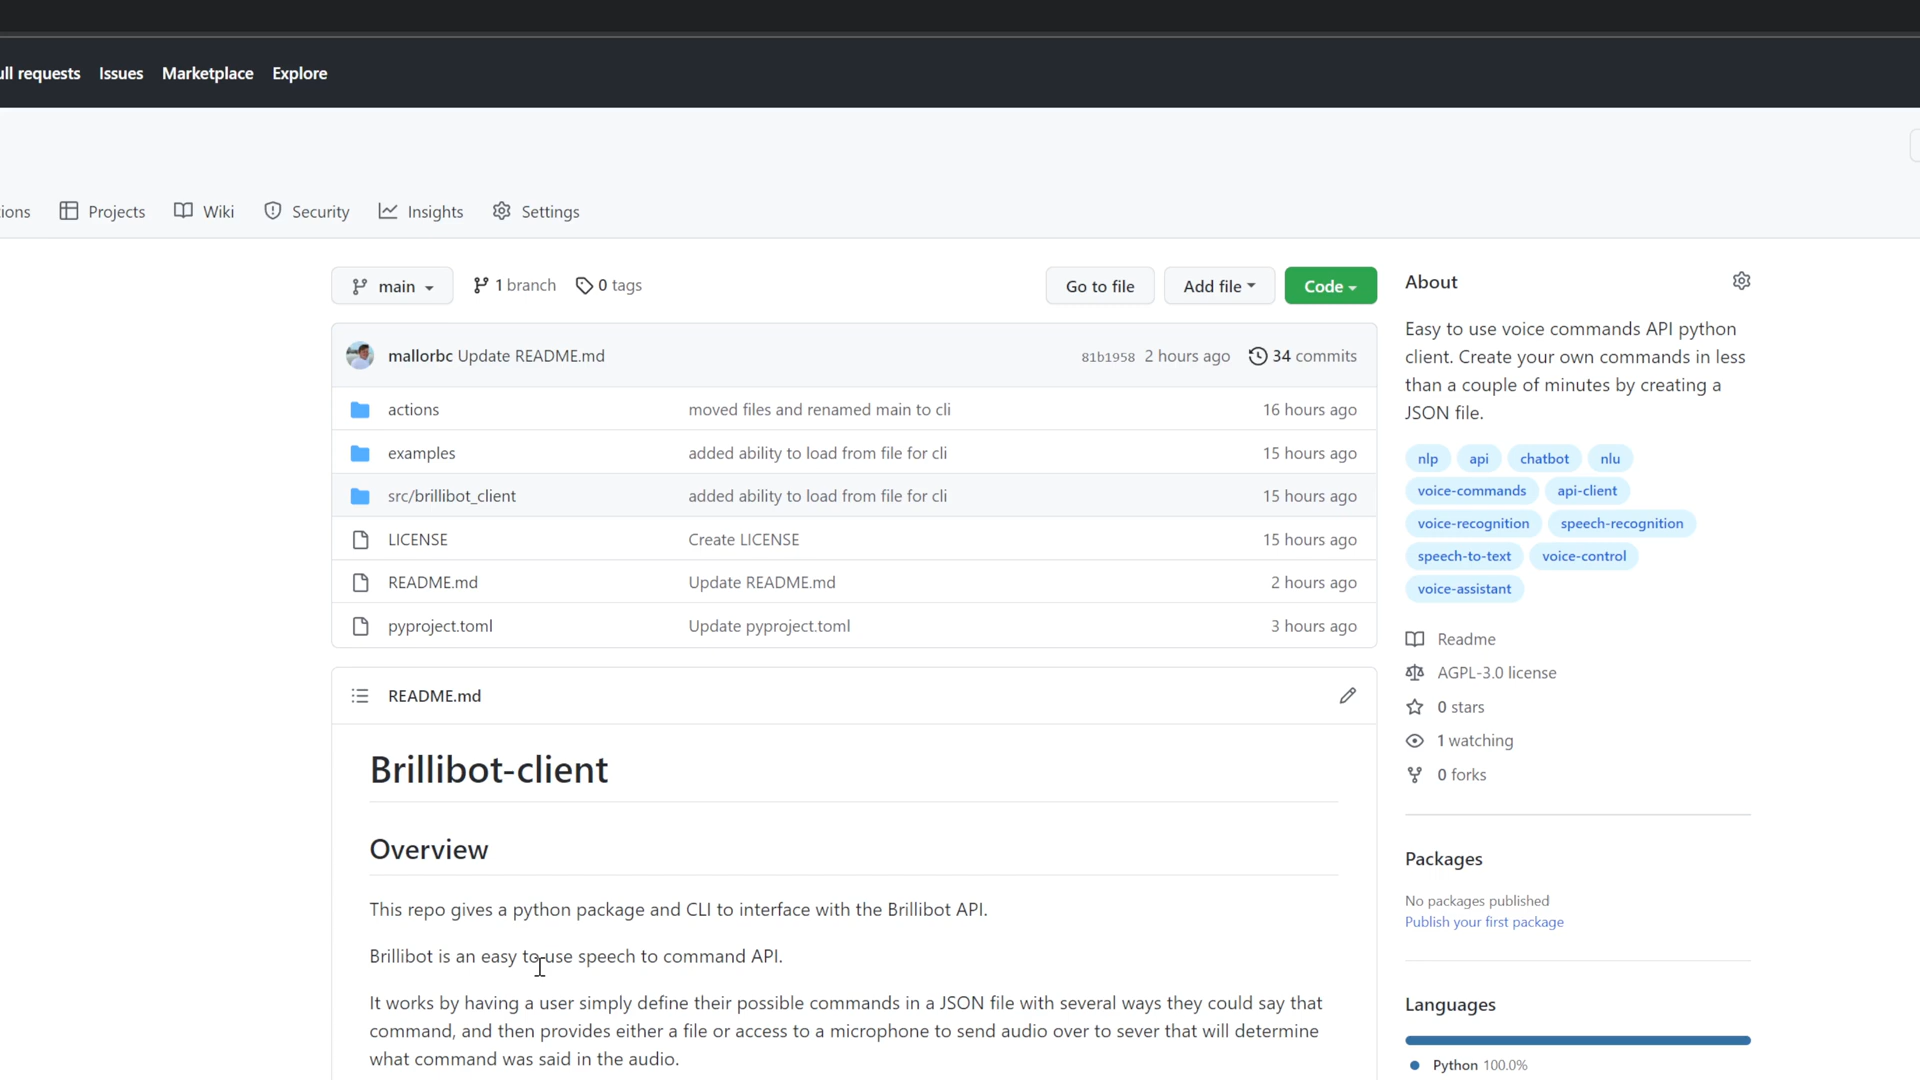 ull requests Issues Marketplace Explore
ions Projects Wiki Security Insights Settings
main 1 branch 0 tags Go to file Add file Code
mallorbc Update README.md 81b1958 2 hours ago 34 commits
actions moved files and renamed main to cli 16 hours ago
examples added ability to load from file for cli 15 hours ago
src/brillibot_client added ability to load from file for cli 15 hours ago
LICENSE Create LICENSE 15 hours ago
README.md Update README.md 2 hours ago
pyproject.toml Update pyproject.toml 3 hours ago
README.md
Brillibot-client
Overview
This repo gives a python package and CLI to interface with the Brillibot API.
Brillibot is an easy to use speech to command API.
It works by having a user simply define their possible commands in a JSON file with several ways they could say that
command, and then provides either a file or access to a microphone to send audio over to sever that will determine
what command was said in the audio.
About
Easy to use voice commands API python
client. Create your own commands in less
than a couple of minutes by creating a
JSON file.
nlp api chatbot nlu
voice-commands api-client
voice-recognition speech-recognition
speech-to-text voice-control
voice-assistant
Readme
AGPL-3.0 license
0 stars
1 watching
0 forks
Packages
No packages published
Publish your first package
Languages
Python 100.0%